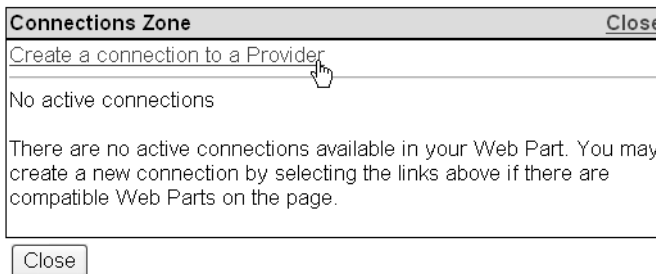 Connections Zone Close
Create a connection to a Provider
No active connections
There are no active connections available in your Web Part. You may
create a new connection by selecting the links above if there are
compatible Web Parts on the page.
Close